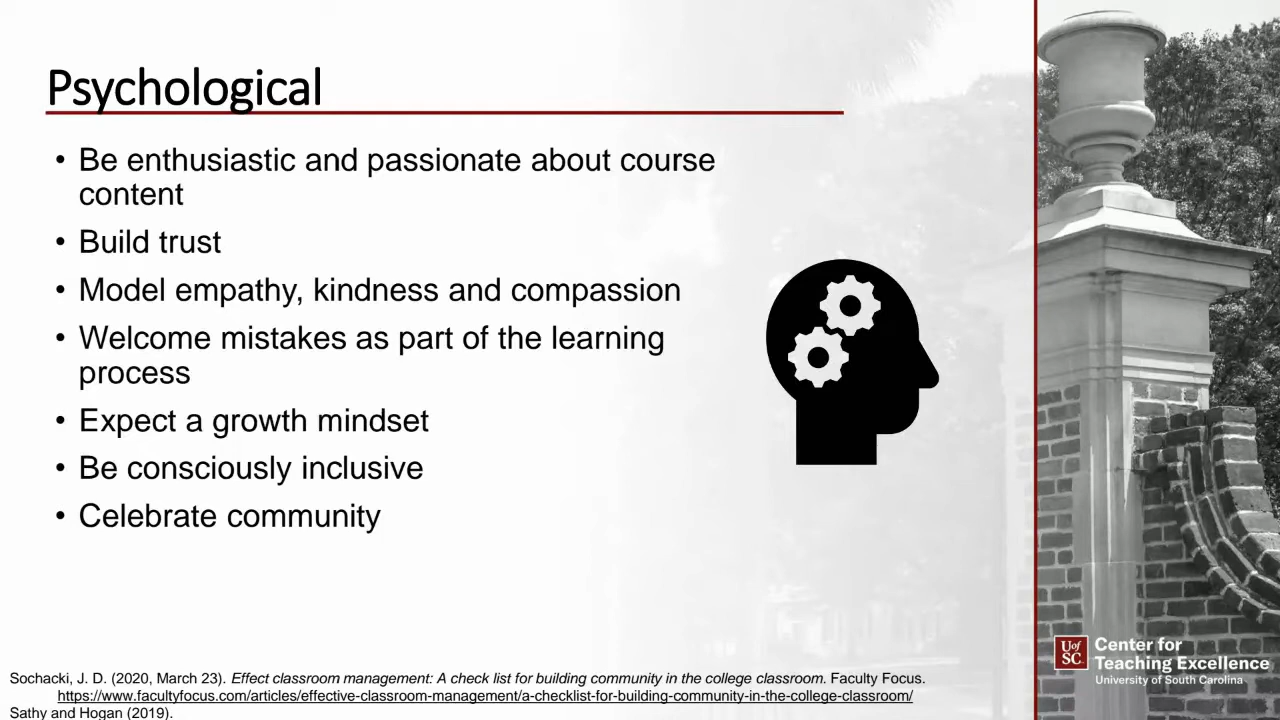 Psychological
• Be enthusiastic and passionate about course
content
• Build trust
• Model empathy, kindness and compassion
• Welcome mistakes as part of the learning
process
• Expect a growth mindset
• Be consciously inclusive
• Celebrate community
Sochacki, J. D. (2020, March 23). Effect classroom management: A check list for building community in the college classroom. Faculty Focus.
https://www.facultyfocus.com/articles/effective-classroom-management/a-checklist-for-building-community-in-the-college-classroom/
Sathy and Hogan (2019).
UofSC
Center for
Teaching Excellence
University of South Carolina